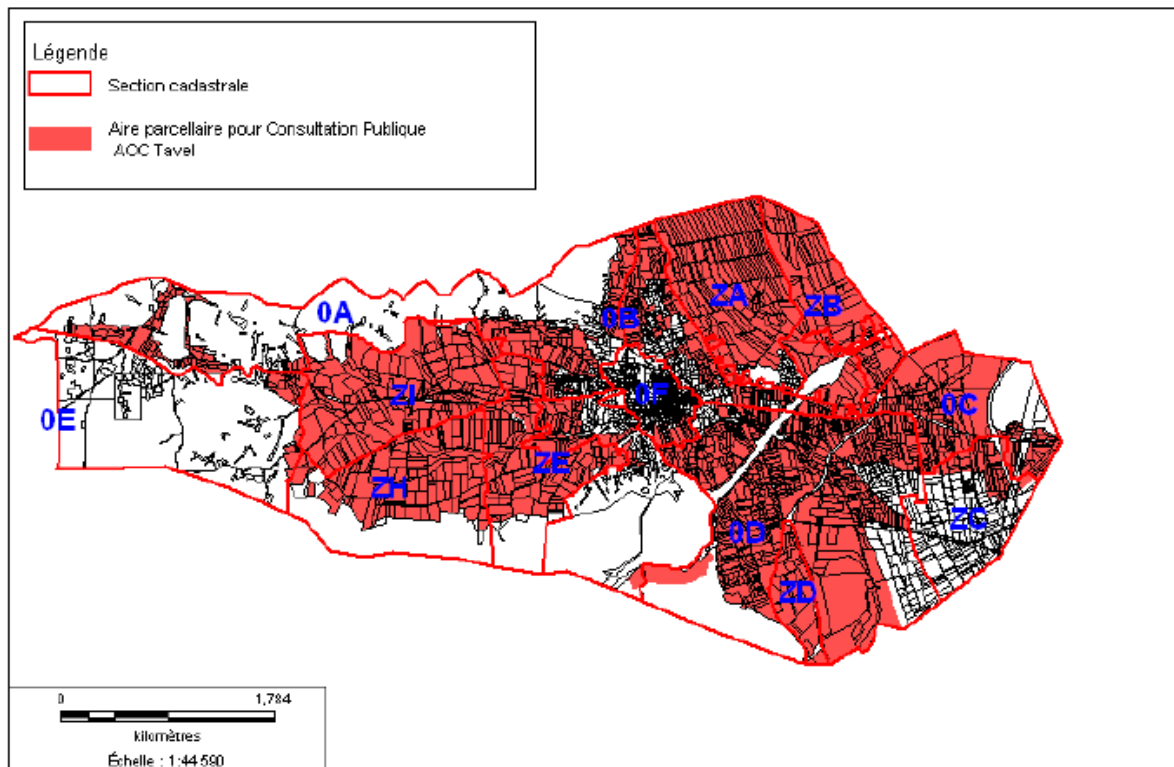 Légende
Section cadastrale
Aire parcellaire pour Consultation Publique
AOC Tavel
0A
0B
ZA
ZB
0E
ZI
0F
0C
ZH
ZE
0D
ZC
ZD
0 1,784
kilomètres
Échelle : 1:44 590